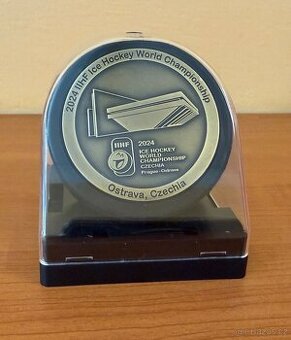 2024 IIHF Ice Hockey World Championship
IIHF
2024
ICE HOCKEY
WORLD
CHAMPIONSHIP
CZECHIA
Prague - Ostrava
Ostrava, Czechia